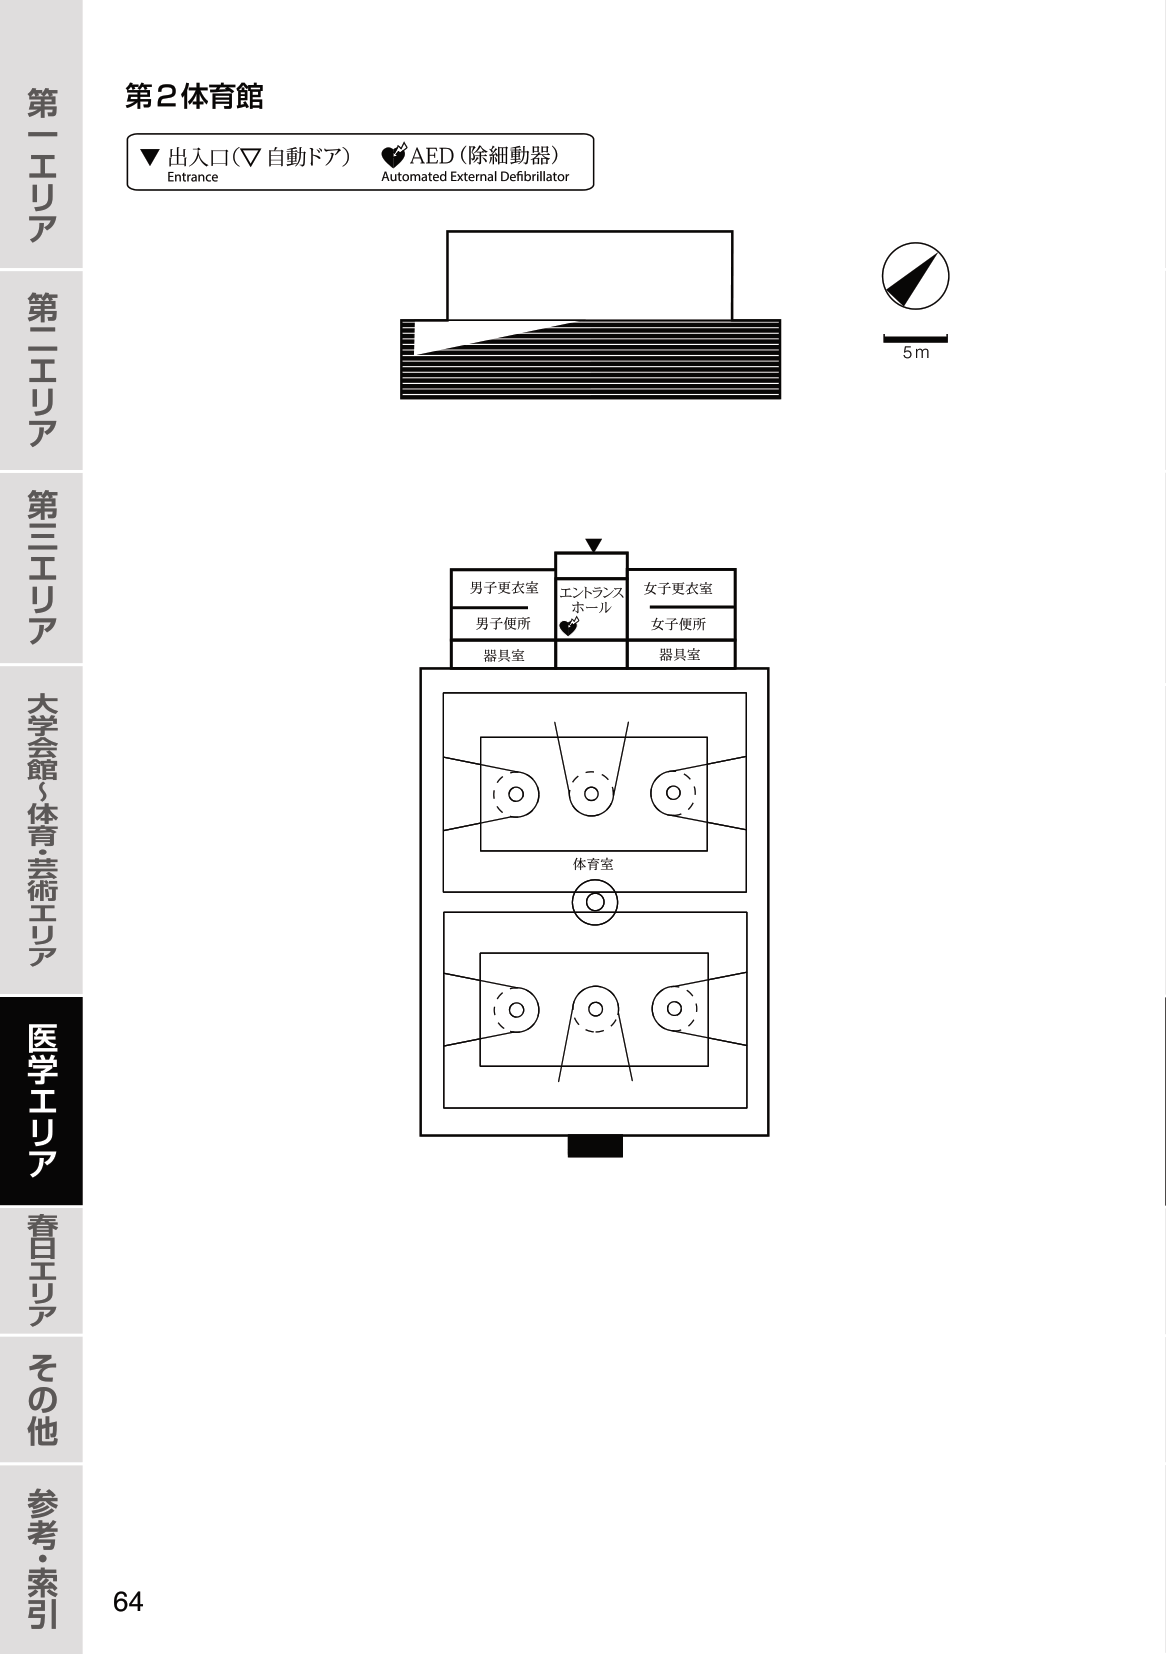 第一エリア
第二エリア
第三エリア
大学会館～体育・芸術エリア
医学エリア
春日エリア
その他
参考・索引
第２体育館
▼ 出入口（▽ 自動ドア）
Entrance
AED（除細動器）
Automated External Defibrillator
5m
男子更衣室
男子便所
器具室
エントランス
ホール
女子更衣室
女子便所
器具室
体育室
64